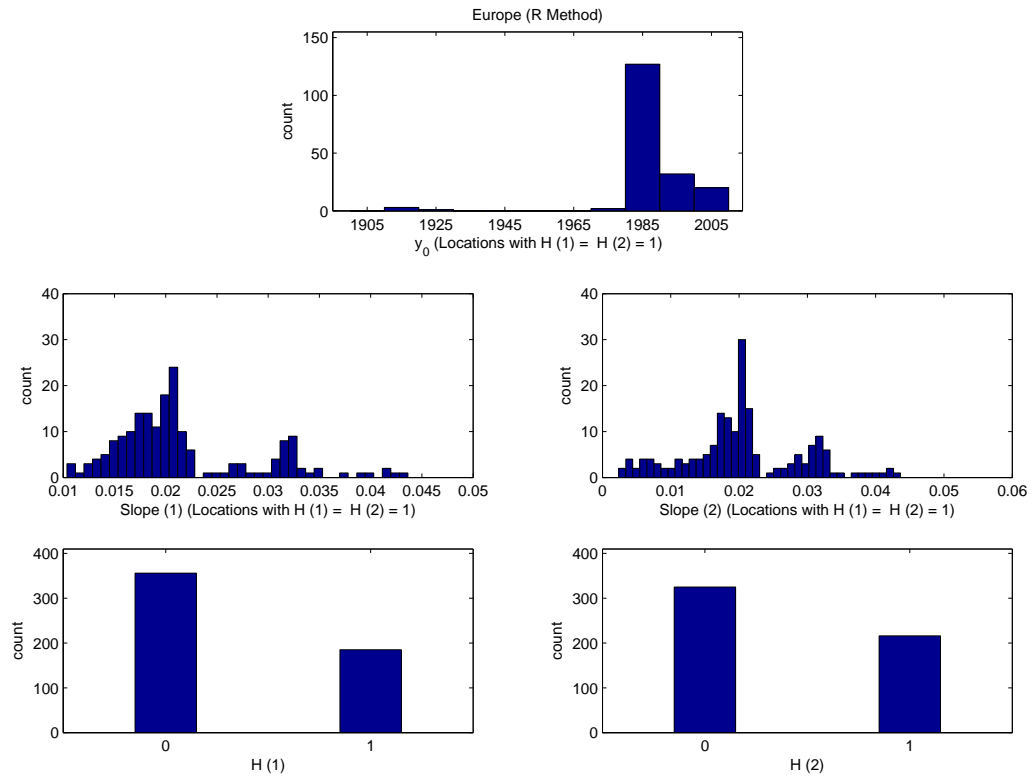 Europe (R Method)
150
100
50
0
count
1905 1925 1945 1965 1985 2005
y0 (Locations with H (1) = H (2) = 1)
40
30
20
10
0
count
0.01 0.015 0.02 0.025 0.03 0.035 0.04 0.045 0.05
Slope (1) (Locations with H (1) = H (2) = 1)
40
30
20
10
0
count
0 0.01 0.02 0.03 0.04 0.05 0.06
Slope (2) (Locations with H (1) = H (2) = 1)
400
300
200
100
0
count
0 1
H (1)
400
300
200
100
0
count
0 1
H (2)